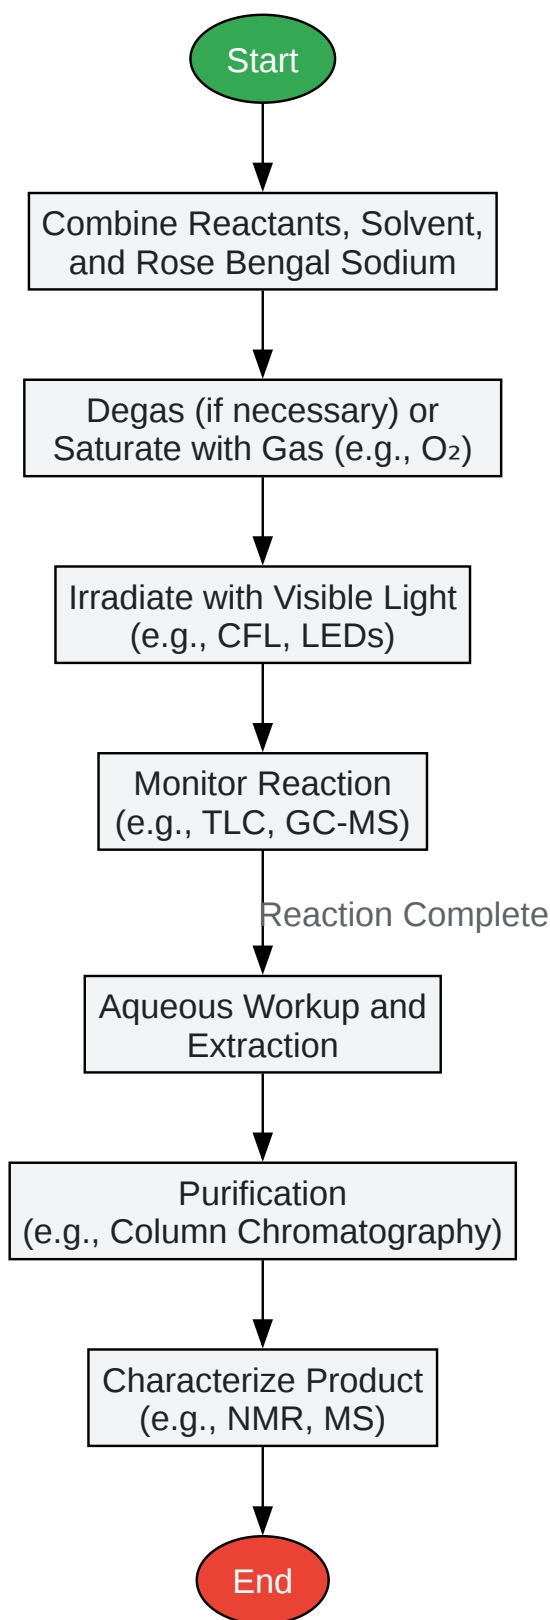 Start
Combine Reactants, Solvent,
and Rose Bengal Sodium
Degas (if necessary) or
Saturate with Gas (e.g., O₂)
Irradiate with Visible Light
(e.g., CFL, LEDs)
Monitor Reaction
(e.g., TLC, GC-MS)
Reaction Complete
Aqueous Workup and
Extraction
Purification
(e.g., Column Chromatography)
Characterize Product
(e.g., NMR, MS)
End